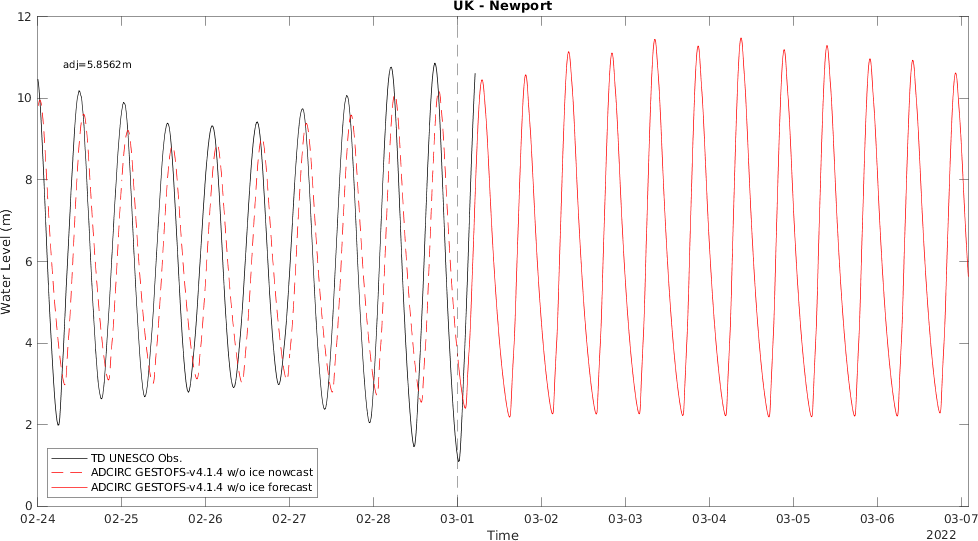 UK - Newport
adj=5.8562m
12
10
8
6
4
2
0
Water Level (m)
TD UNESCO Obs.
ADCIRC GESTOFS-v4.1.4 w/o ice nowcast
ADCIRC GESTOFS-v4.1.4 w/o ice forecast
02-24 02-25 02-26 02-27 02-28 03-01 03-02 03-03 03-04 03-05 03-06 03-07
Time
2022